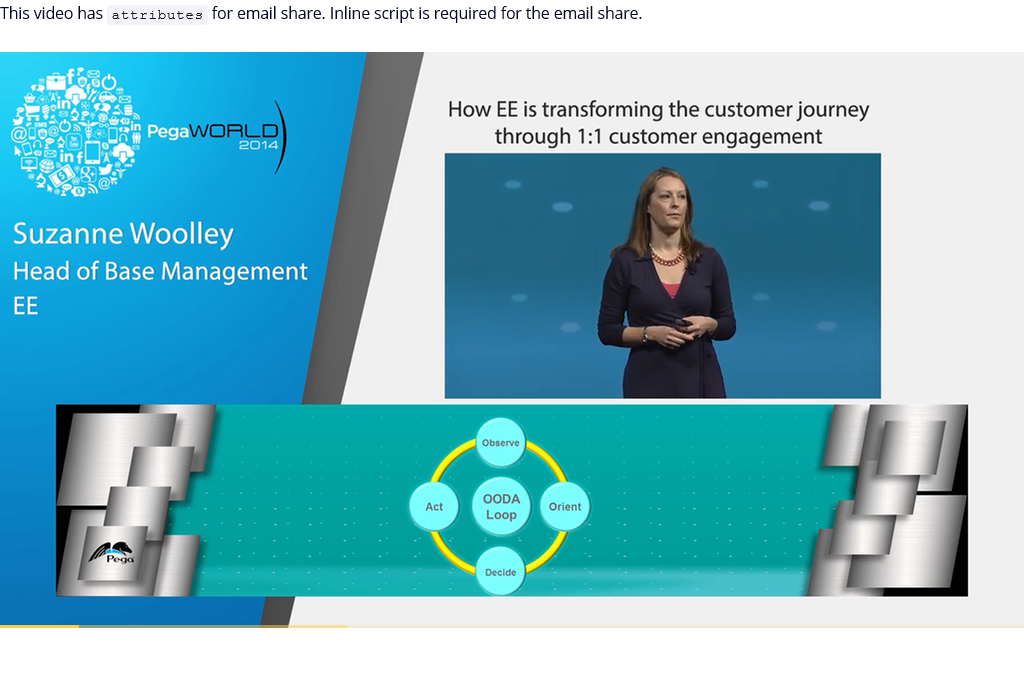 This video has attributes for email share. Inline script is required for the email share.
PegaWORLD
2014
Suzanne Woolley
Head of Base Management
EE
How EE is transforming the customer journey
through 1:1 customer engagement
Observe
Act
OODA
Loop
Orient
Decide
Pega